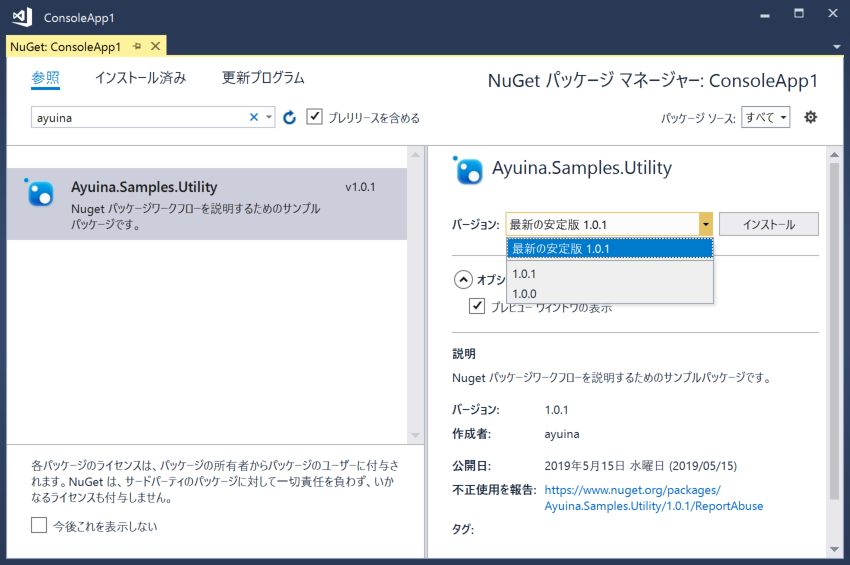 ConsoleApp1
NuGet: ConsoleApp1
参照 インストール済み 更新プログラム
NuGet パッケージ マネージャー: ConsoleApp1
ayuina
プレリリースを含める
パッケージ ソース: すべて
Ayuina.Samples.Utility v1.0.1
Nuget パッケージワークフローを説明するためのサンプル
パッケージです。
Ayuina.Samples.Utility
バージョン: 最新の安定版 1.0.1 インストール
最新の安定版 1.0.1
1.0.1
1.0.0
オプシ
プレビュー ウィンドウの表示
説明
Nuget パッケージワークフローを説明するためのサンプルパッケージです。
バージョン: 1.0.1
作成者: ayuina
公開日: 2019年5月15日 水曜日 (2019/05/15)
不正使用を報告: https://www.nuget.org/packages/
Ayuina.Samples.Utility/1.0.1/ReportAbuse
タグ:
各パッケージのライセンスは、パッケージの所有者からパッケージのユーザーに付与さ
れます。NuGet は、サードパーティのパッケージに対して一切責任を負わず、いか
なるライセンスも付与しません。
今後これを表示しない